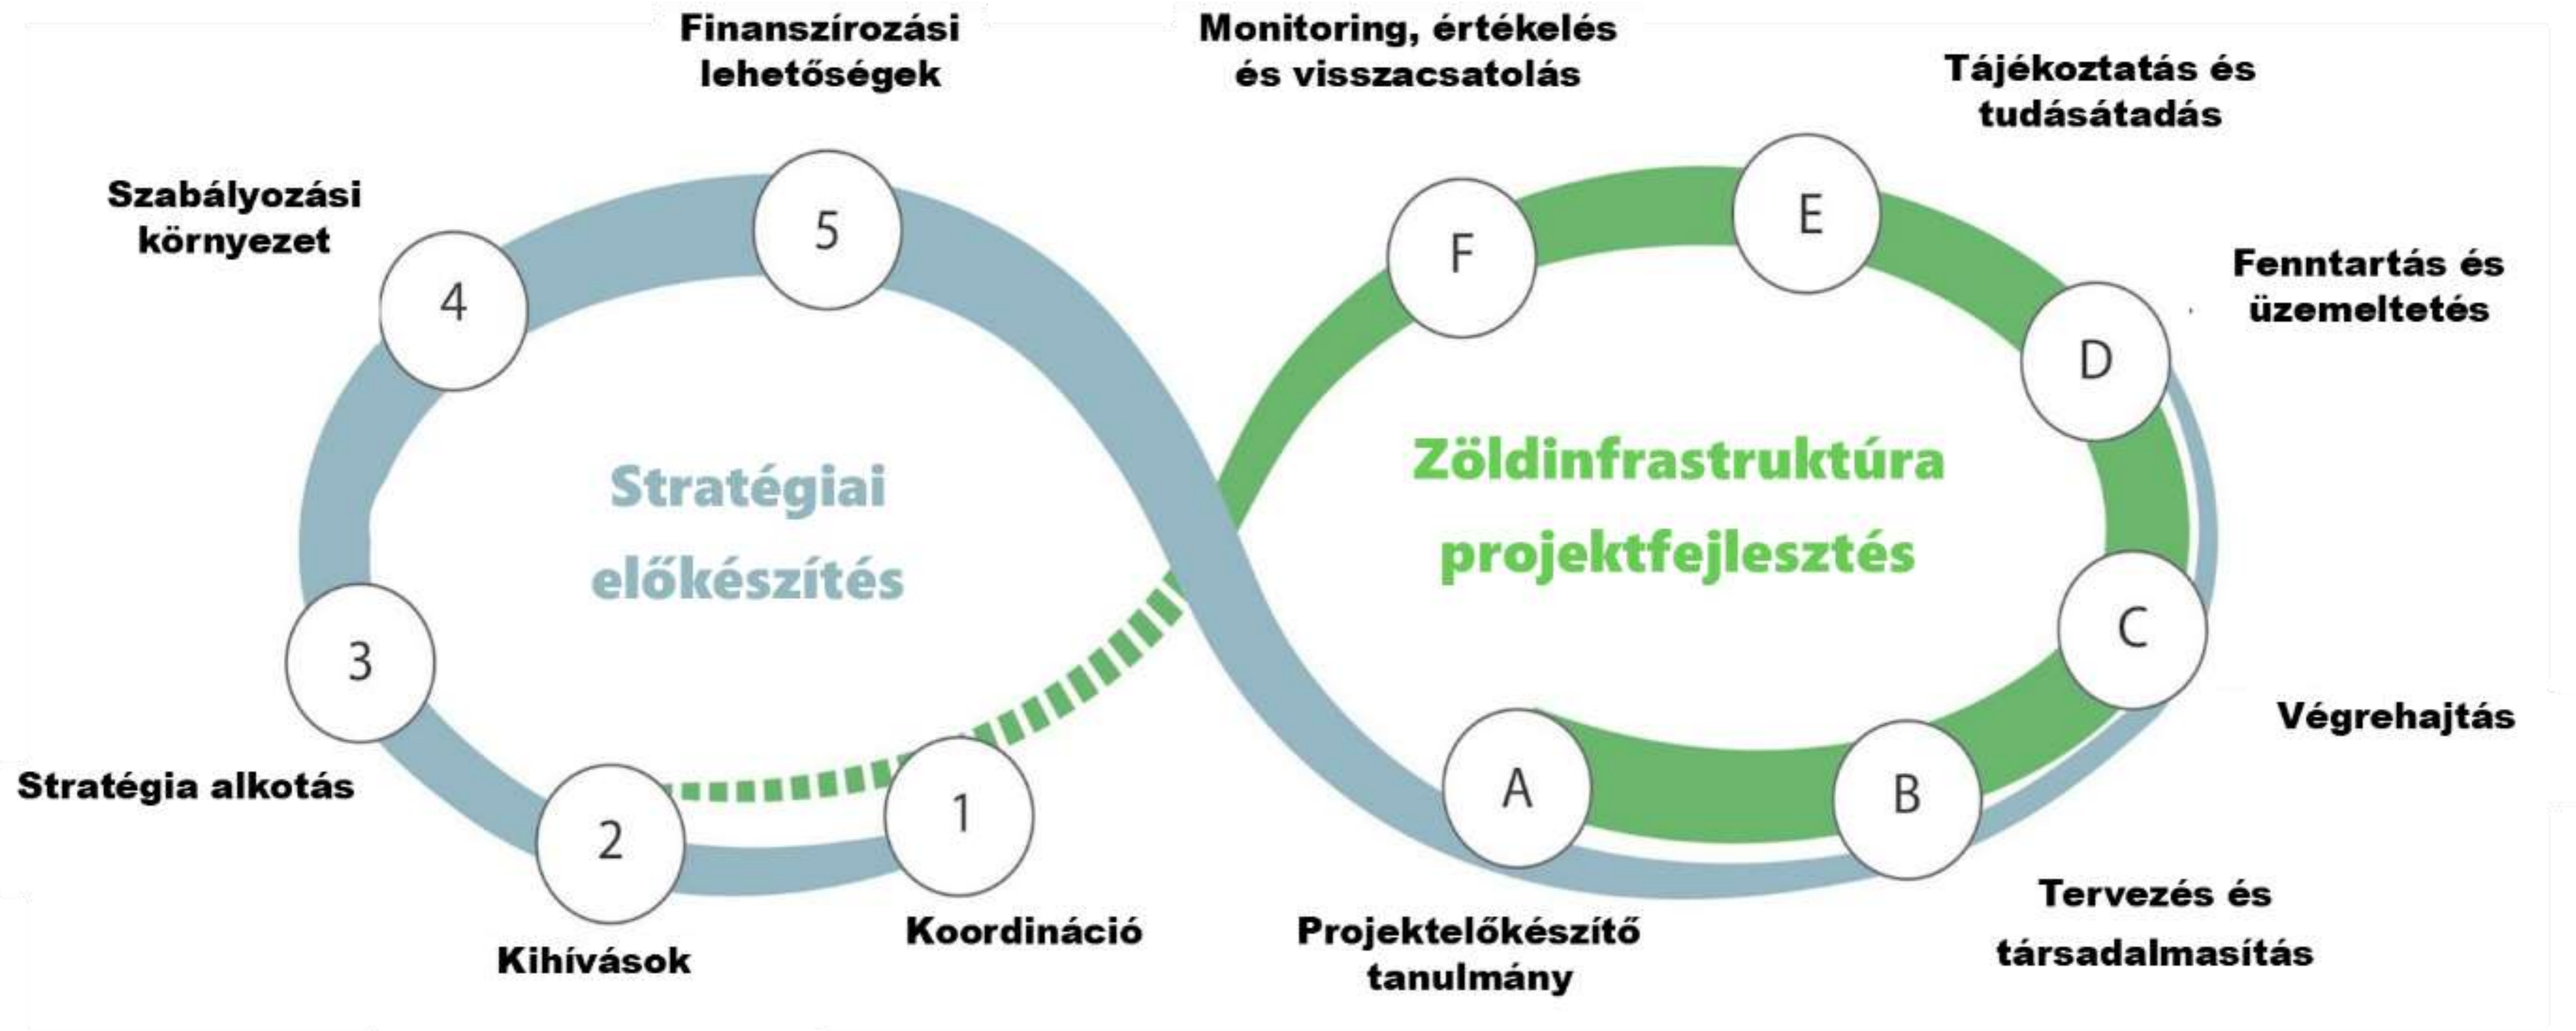 Finanszírozási
lehetőségek
Monitoring, értékelés
és visszacsatolás
Tájékoztatás és
tudásátadás
Szabályozási
környezet
5
E
F
4
Fenntartás és
üzemeltetés
D
Stratégiai
előkészítés
Zöldinfrastruktúra
projektfejlesztés
3
C
Végrehajtás
Stratégia alkotás
2
1
A
B
Kihívások
Koordináció
Projektelőkészítő
tanulmány
Tervezés és
társadalmasítás